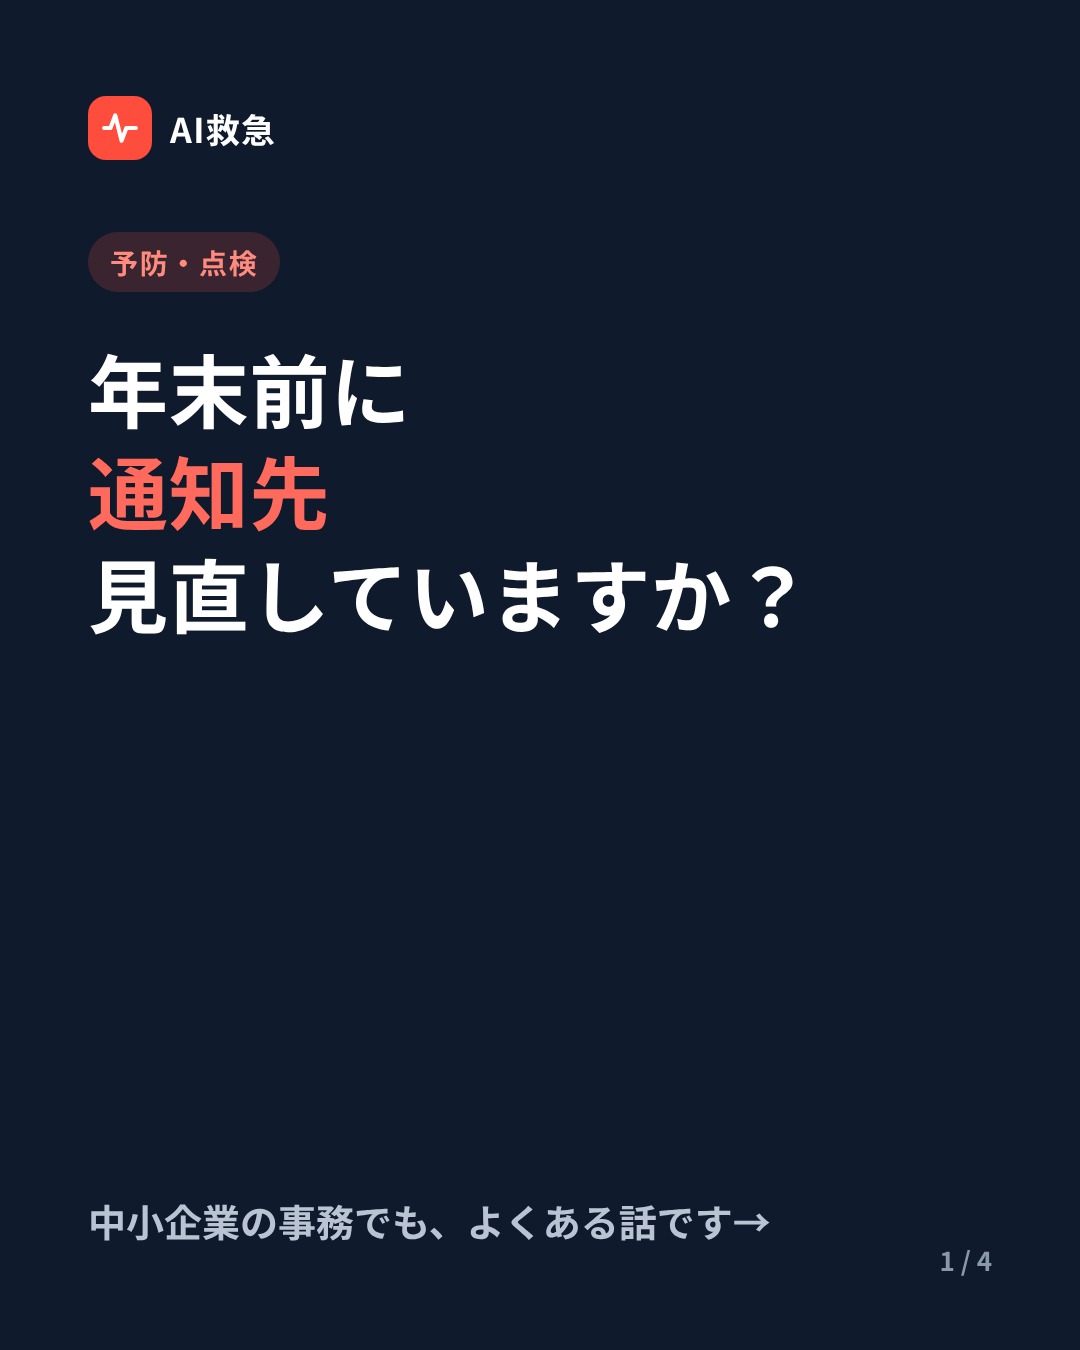 AI救急
予防・点検
年末前に
通知先
見直していますか？
中小企業の事務でも、よくある話です→
1 / 4